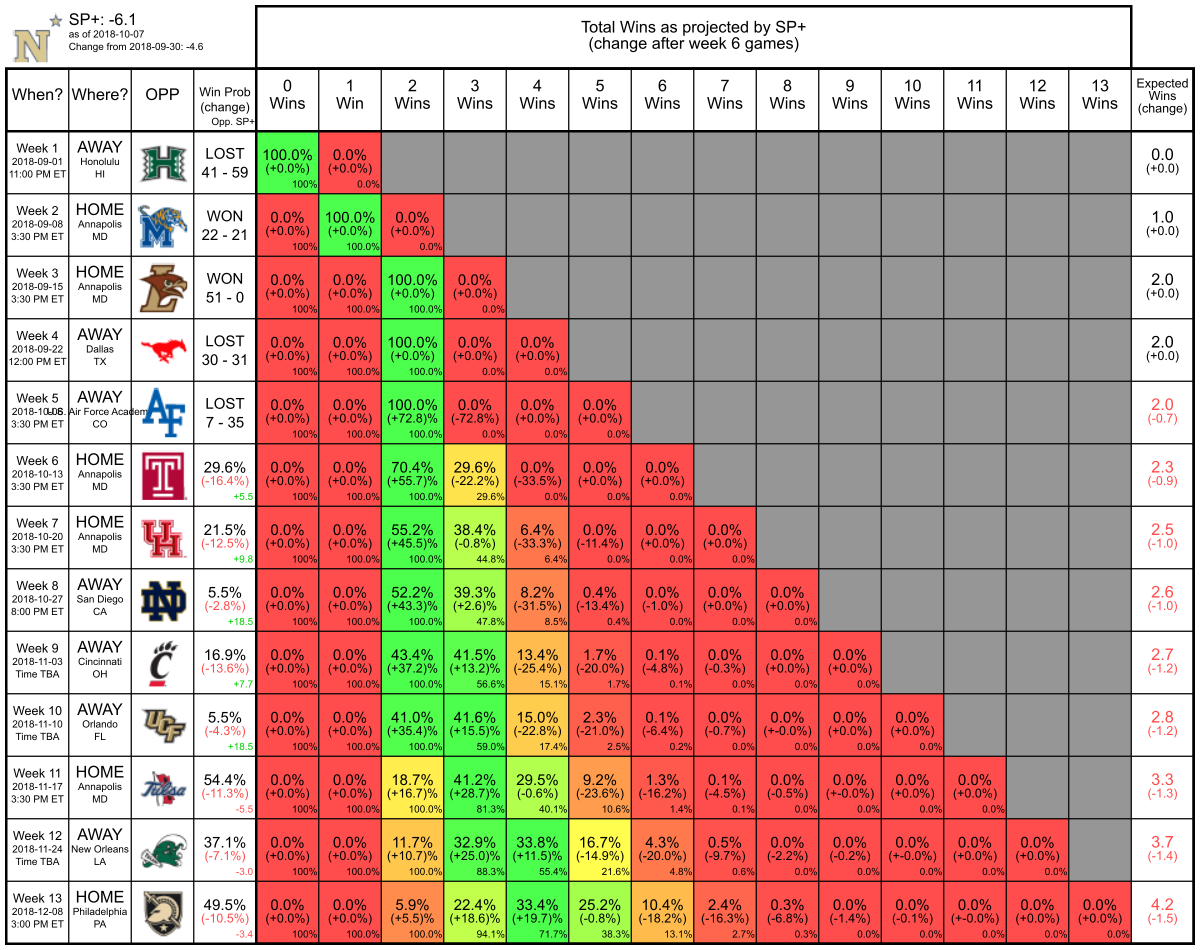 SP+: -6.1
as of 2018-10-07
Change from 2018-09-30: -4.6
Total Wins as projected by SP+
(change after week 6 games)
When? Where? OPP Win Prob
(change)
Opp. SP+
0 Wins 1 Win 2 Wins 3 Wins 4 Wins 5 Wins 6 Wins 7 Wins 8 Wins 9 Wins 10 Wins 11 Wins 12 Wins 13 Wins
Expected
Wins
(change)
Week 1 AWAY LOST 100.0% 0.0% 0.0
2018-09-01 Honolulu (+0.0%) (+0.0%) (+0.0)
11:00 PM ET HI 41 - 59 100% 0.0%
Week 2 HOME WON 0.0% 100.0% 0.0% 1.0
2018-09-08 Annapolis (+0.0%) (+0.0)% (+0.0%) (+0.0)
3:30 PM ET MD 22 - 21 100% 100.0% 0.0%
Week 3 HOME WON 0.0% 0.0% 100.0% 0.0% 2.0
2018-09-15 Annapolis (+0.0%) (+0.0%) (+0.0)% (+0.0%) (+0.0)
3:30 PM ET MD 51 - 0 100% 100.0% 100.0% 0.0%
Week 4 AWAY LOST 0.0% 0.0% 100.0% 0.0% 0.0% 2.0
2018-09-22 Dallas (+0.0%) (+0.0%) (+0.0)% (+0.0%) (+0.0%) (+0.0)
12:00 PM ET TX 30 - 31 100% 100.0% 100.0% 0.0% 0.0%
Week 5 AWAY LOST 0.0% 0.0% 100.0% 0.0% 0.0% 0.0% 2.0
(+0.0%) (+0.0%) (+72.8)% (-72.8%) (+0.0%) (+0.0%) (-0.7)
3:30 PM ET CO 7 - 35 100% 100.0% 100.0% 0.0% 0.0% 0.0%
Week 6 HOME 29.6% 0.0% 0.0% 70.4% 29.6% 0.0% 0.0% 0.0% 2.3
2018-10-13 Annapolis (-16.4%) (+0.0%) (+0.0%) (+55.7)% (-22.2%) (-33.5%) (+0.0%) (+0.0%) (-0.9)
3:30 PM ET MD +5.5 100% 100.0% 100.0% 29.6% 0.0% 0.0% 0.0%
Week 7 HOME 21.5% 0.0% 0.0% 55.2% 38.4% 6.4% 0.0% 0.0% 0.0% 2.5
2018-10-20 Annapolis (-12.5%) (+0.0%) (+0.0%) (+45.5)% (-0.8%) (-33.3%) (-11.4%) (+0.0%) (+0.0%) (-1.0)
3:30 PM ET MD +9.8 100% 100.0% 100.0% 44.8% 6.4% 0.0% 0.0% 0.0%
Week 8 AWAY 5.5% 0.0% 0.0% 52.2% 39.3% 8.2% 0.4% 0.0% 0.0% 0.0% 2.6
2018-10-27 San Diego (-2.8%) (+0.0%) (+0.0%) (+43.3)% (+2.6)% (-31.5%) (-13.4%) (-1.0%) (+0.0%) (+0.0%) (-1.0)
8:00 PM ET CA +18.5 100% 100.0% 100.0% 47.8% 8.5% 0.4% 0.0% 0.0% 0.0%
Week 9 AWAY 16.9% 0.0% 0.0% 43.4% 41.5% 13.4% 1.7% 0.1% 0.0% 0.0% 0.0% 2.7
2018-11-03 Cincinnati (-13.6%) (+0.0%) (+0.0%) (+37.2)% (+13.2)% (-25.4%) (-20.0%) (-4.8%) (-0.3%) (+0.0%) (+0.0%) (-1.2)
Time TBA OH +7.7 100% 100.0% 100.0% 56.6% 15.1% 1.7% 0.1% 0.0% 0.0% 0.0%
Week 10 AWAY 5.5% 0.0% 0.0% 41.0% 41.6% 15.0% 2.3% 0.1% 0.0% 0.0% 0.0% 0.0% 2.8
2018-11-10 Orlando (-4.3%) (+0.0%) (+0.0%) (+35.4)% (+15.5)% (-22.8%) (-21.0%) (-6.4%) (-0.7%) (+-0.0%) (+0.0%) (+0.0%) (-1.2)
Time TBA FL +18.5 100% 100.0% 100.0% 59.0% 17.4% 2.5% 0.2% 0.0% 0.0% 0.0% 0.0%
Week 11 HOME 54.4% 0.0% 0.0% 18.7% 41.2% 29.5% 9.2% 1.3% 0.1% 0.0% 0.0% 0.0% 0.0% 3.3
2018-11-17 Annapolis (-11.3%) (+0.0%) (+0.0%) (+16.7)% (+28.7)% (-0.6%) (-23.6%) (-16.2%) (-4.5%) (-0.5%) (+-0.0%) (+0.0%) (+0.0%) (-1.3)
3:30 PM ET MD -5.5 100% 100.0% 100.0% 81.3% 40.1% 10.6% 1.4% 0.1% 0.0% 0.0% 0.0% 0.0%
Week 12 AWAY 37.1% 0.0% 0.0% 11.7% 32.9% 33.8% 16.7% 4.3% 0.5% 0.0% 0.0% 0.0% 0.0% 0.0% 3.7
2018-11-24 New Orleans (-7.1%) (+0.0%) (+0.0%) (+10.7)% (+25.0)% (+11.5)% (-14.9%) (-20.0%) (-9.7%) (-2.2%) (-0.2%) (+-0.0%) (+0.0%) (+0.0%) (-1.4)
Time TBA LA -3.0 100% 100.0% 100.0% 88.3% 55.4% 21.6% 4.8% 0.6% 0.0% 0.0% 0.0% 0.0% 0.0%
Week 13 HOME 49.5% 0.0% 0.0% 5.9% 22.4% 33.4% 25.2% 10.4% 2.4% 0.3% 0.0% 0.0% 0.0% 0.0% 0.0% 4.2
2018-12-08 Philadelphia (-10.5%) (+0.0%) (+0.0%) (+5.5)% (+18.6)% (+19.7)% (-0.8%) (-18.2%) (-16.3%) (-6.8%) (-1.4%) (-0.1%) (+-0.0%) (+0.0%) (+0.0%) (-1.5)
3:00 PM ET PA -3.4 100% 100.0% 100.0% 94.1% 71.7% 38.3% 13.1% 2.7% 0.3% 0.0% 0.0% 0.0% 0.0% 0.0%